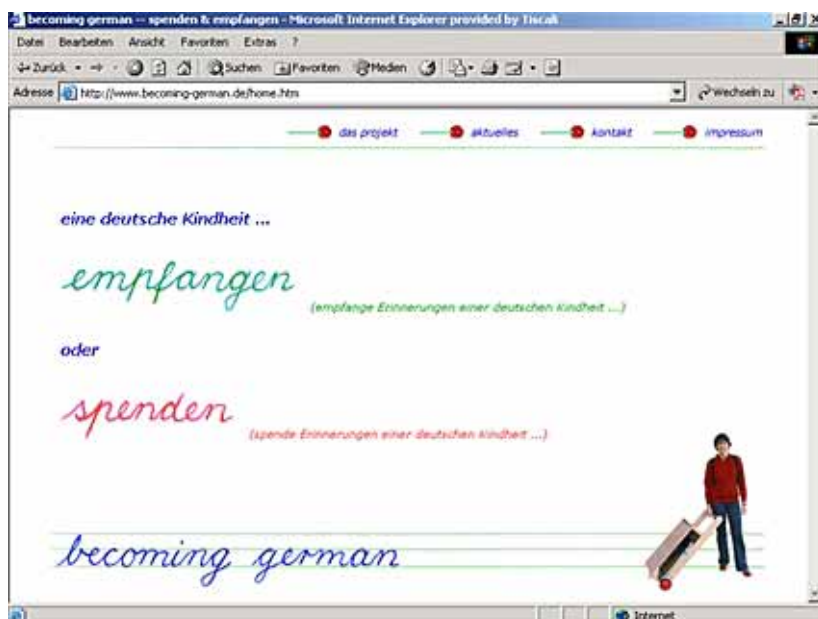 becoming german -- spenden & empfangen - Microsoft Internet Explorer provided by Tiscali
Datei Bearbeiten Ansicht Favoriten Extras ?
Zurück Suchen Favoriten Medien
Adresse http://www.becoming-german.de/home.htm Wechseln zu
das projekt aktuelles kontakt impressum
eine deutsche Kindheit ...
empfangen
(empfange Erinnerungen einer deutschen Kindheit ...)
oder
spenden
(spende Erinnerungen einer deutschen Kindheit ...)
becoming german
Internet